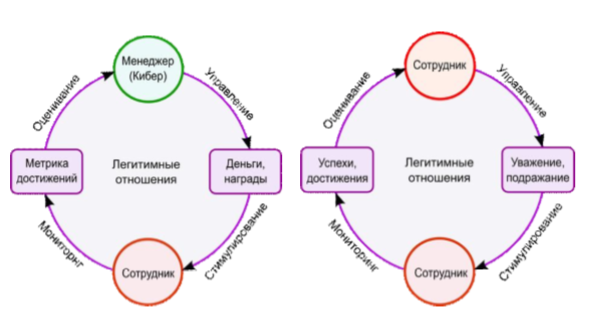 Менеджер
(Кибер)
Оценивание
Управление
Метрика
достижений
Легитимные
отношения
Деньги,
награды
Мониторнг
Стимулирование
Сотрудник
Сотрудник
Оценивание
Управление
Успехи,
достижения
Легитимные
отношения
Уважение,
подражание
Мониторинг
Стимулирование
Сотрудник